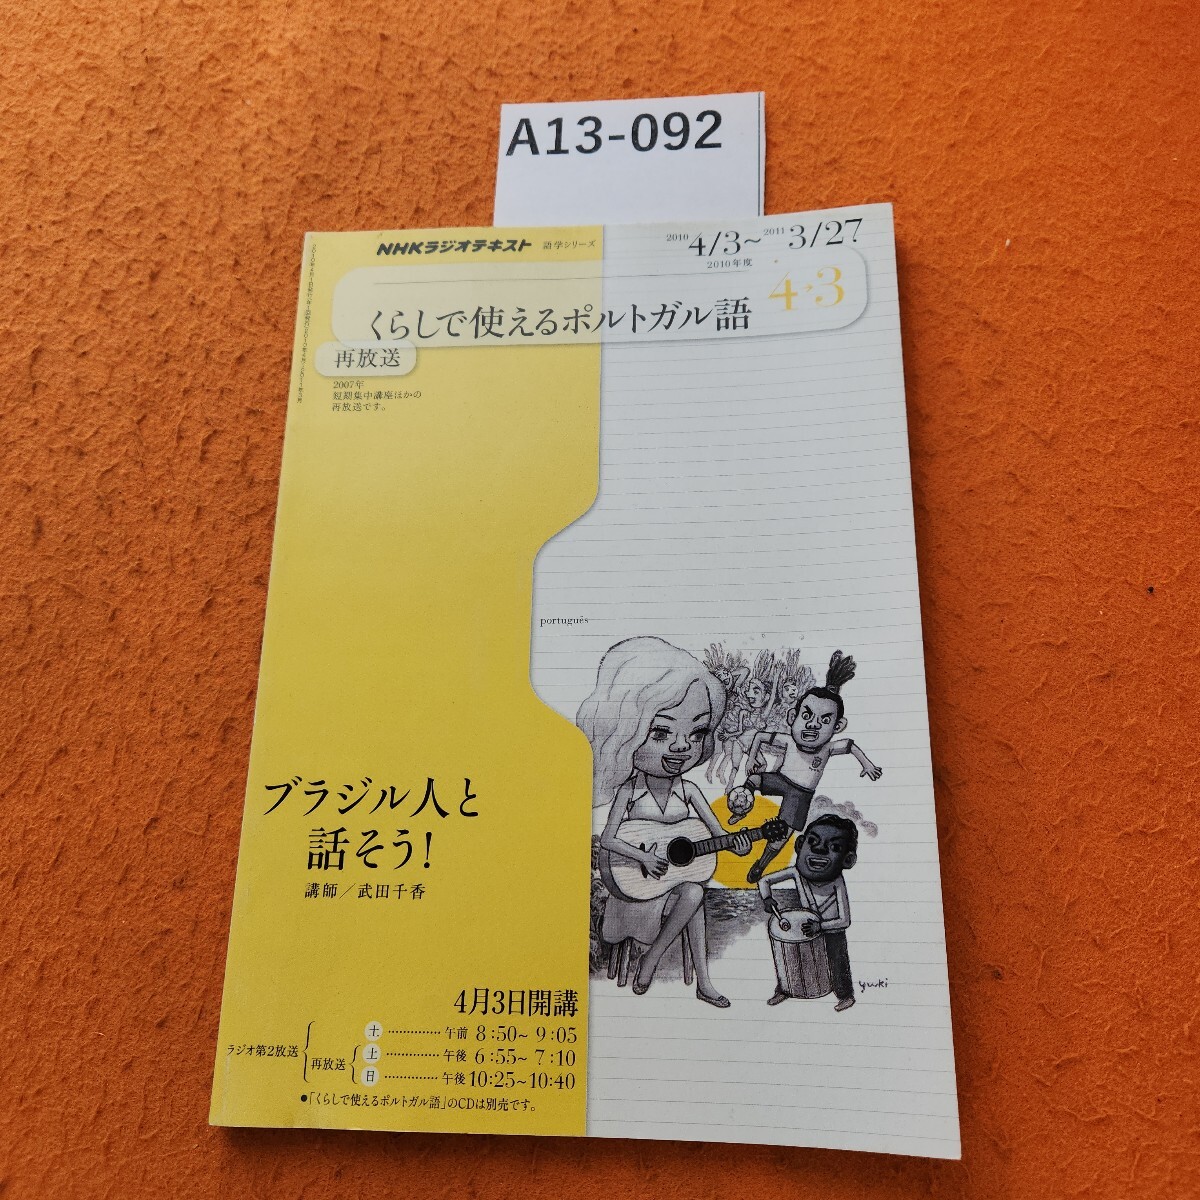 A13-092
NHKラジオテキスト 語学シリーズ
2010 4/3~ 2011 3/27
2010年度
4→3
くらしで使えるポルトガル語
再放送
2007年
短期集中講座ほかの
再放送です。
português
ブラジル人と
話そう!
講師/武田千香
yuki
4月3日開講
ラジオ第2放送
土 …………… 午前 8:50~ 9:05
再放送
土 …………… 午後 6:55~ 7:10
日 …………… 午後 10:25~10:40
●「くらしで使えるポルトガル語」のCDは別売です。